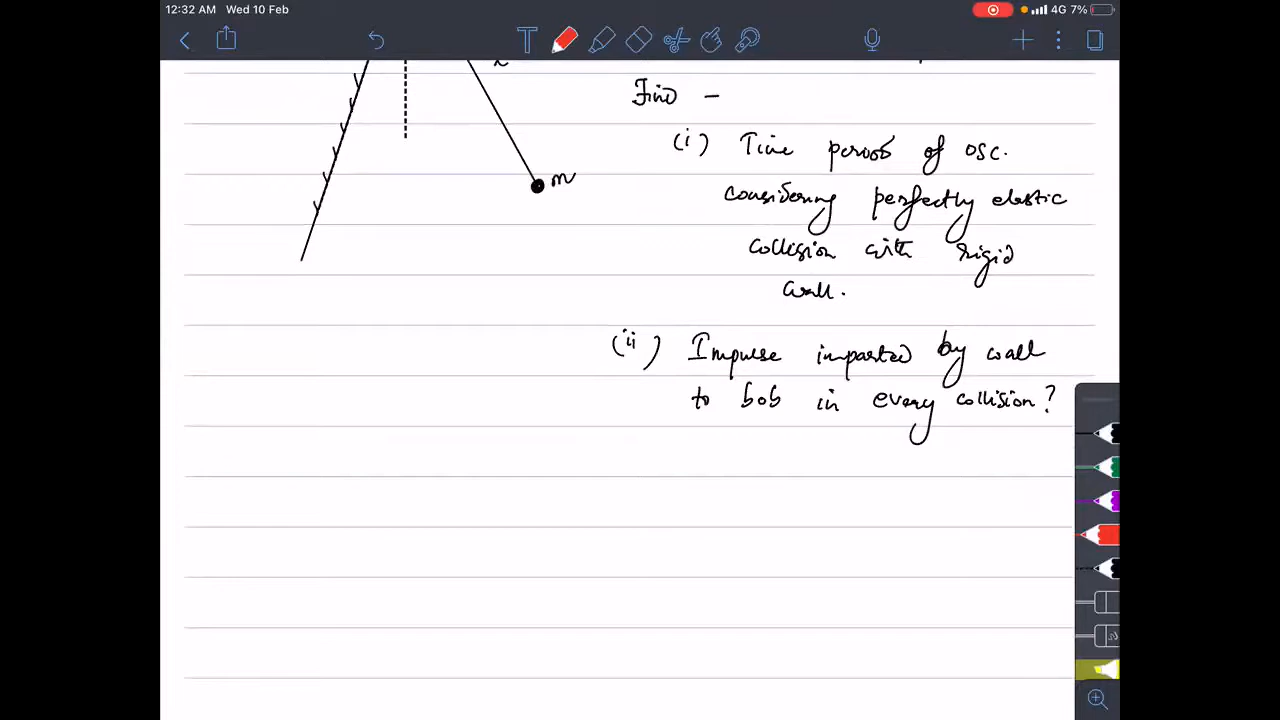 12:32 AM Wed 10 Feb
4G 7%
Find -
m
(i) Time period of osc.
considering perfectly elastic
collision with rigid
wall.
(ii) Impulse imparted by wall
to bob in every collision?